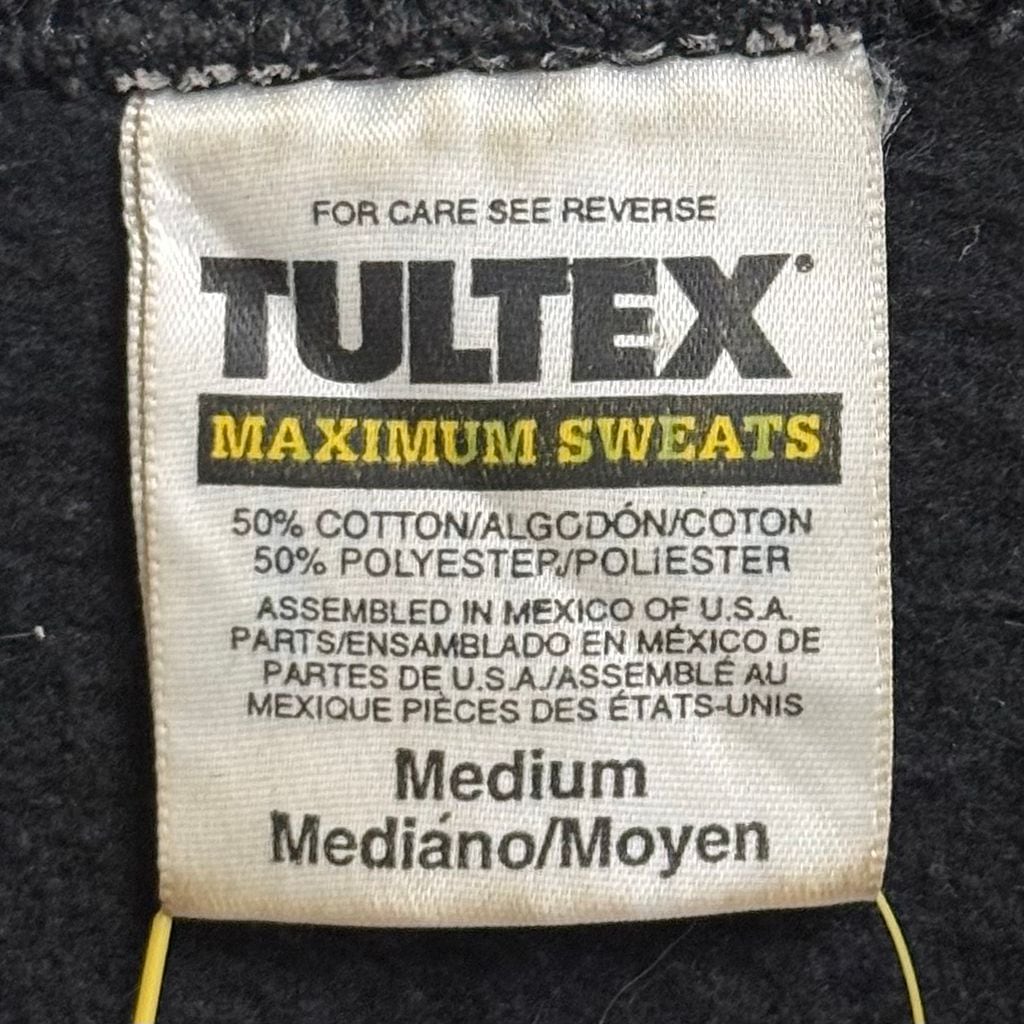 FOR CARE SEE REVERSE
TULTEX®
MAXIMUM SWEATS
50% COTTON/ALGODÓN/COTON
50% POLYESTER/POLIESTER
ASSEMBLED IN MEXICO OF U.S.A.
PARTS/ENSAMBLADO EN MÉXICO DE
PARTES DE U.S.A./ASSEMBLÉ AU
MEXIQUE PIÈCES DES ÉTATS-UNIS
Medium
Mediáno/Moyen